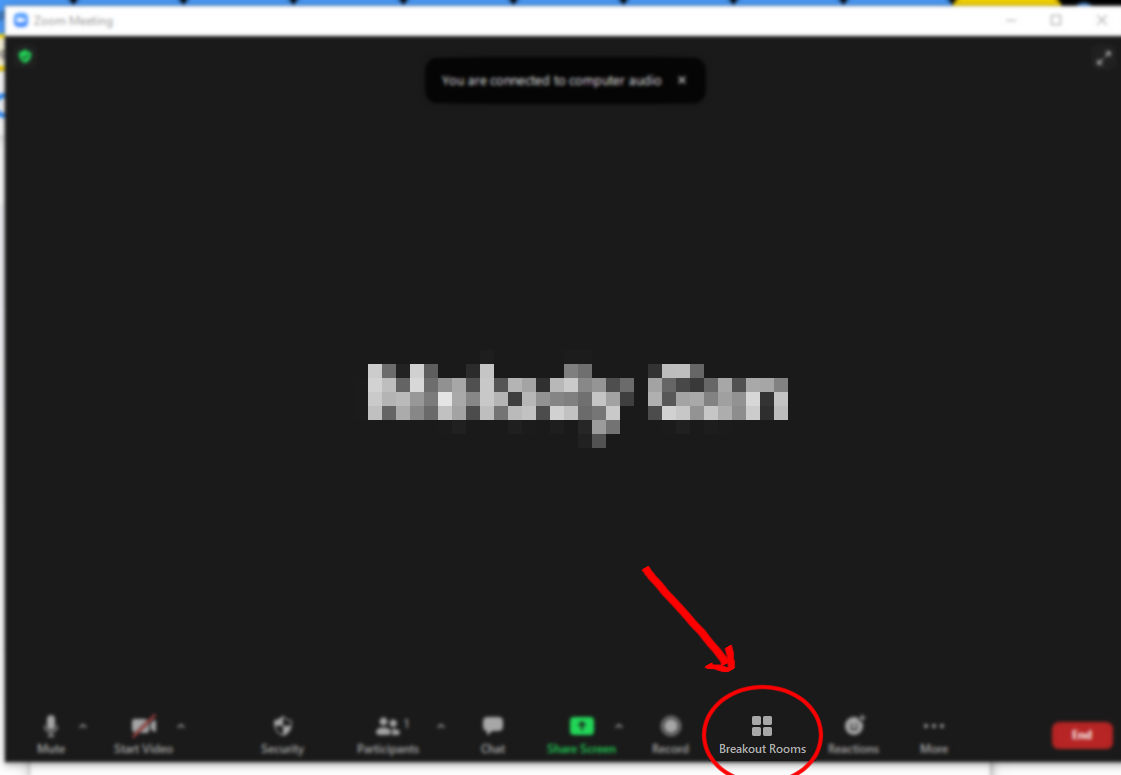 Zoom Meeting
You are connected to computer audio
Mute
Start Video
Security
Participants
1
Chat
Share Screen
Record
Breakout Rooms
Reactions
More
End